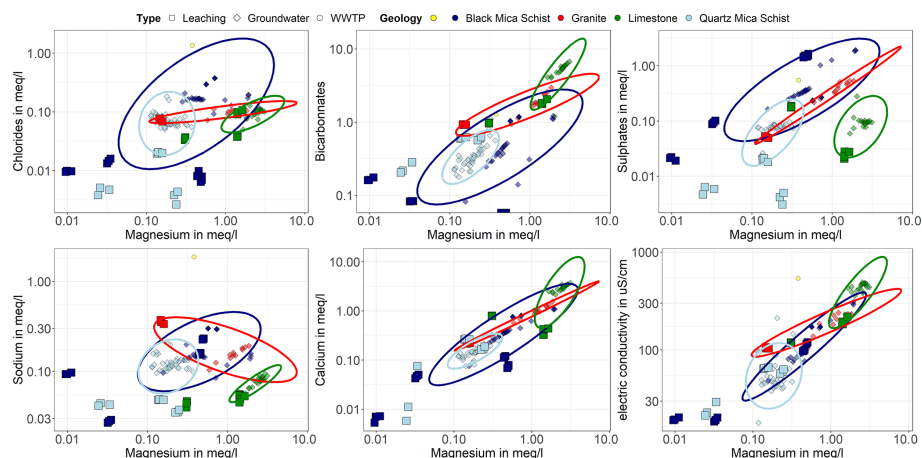 Type Leaching Groundwater WWTP Geology Black Mica Schist Granite Limestone Quartz Mica Schist
Chlorides in meq/l
1.00
0.10
0.01
0.01 0.10 1.00 10.0
Magnesium in meq/l
Bicarbonnates
10.0
1.0
0.1
0.01 0.10 1.00 10.0
Magnesium in meq/l
Sulphates in meq/l
1.00
0.10
0.01
0.01 0.10 1.00 10.0
Magnesium in meq/l
Sodium in meq/l
1.00
0.30
0.10
0.03
0.01 0.10 1.00 10.0
Magnesium in meq/l
Calcium in meq/l
10.00
1.00
0.10
0.01
0.01 0.10 1.00 10.0
Magnesium in meq/l
electric conductivity in uS/cm
1000
300
100
30
0.01 0.10 1.00 10.0
Magnesium in meq/l